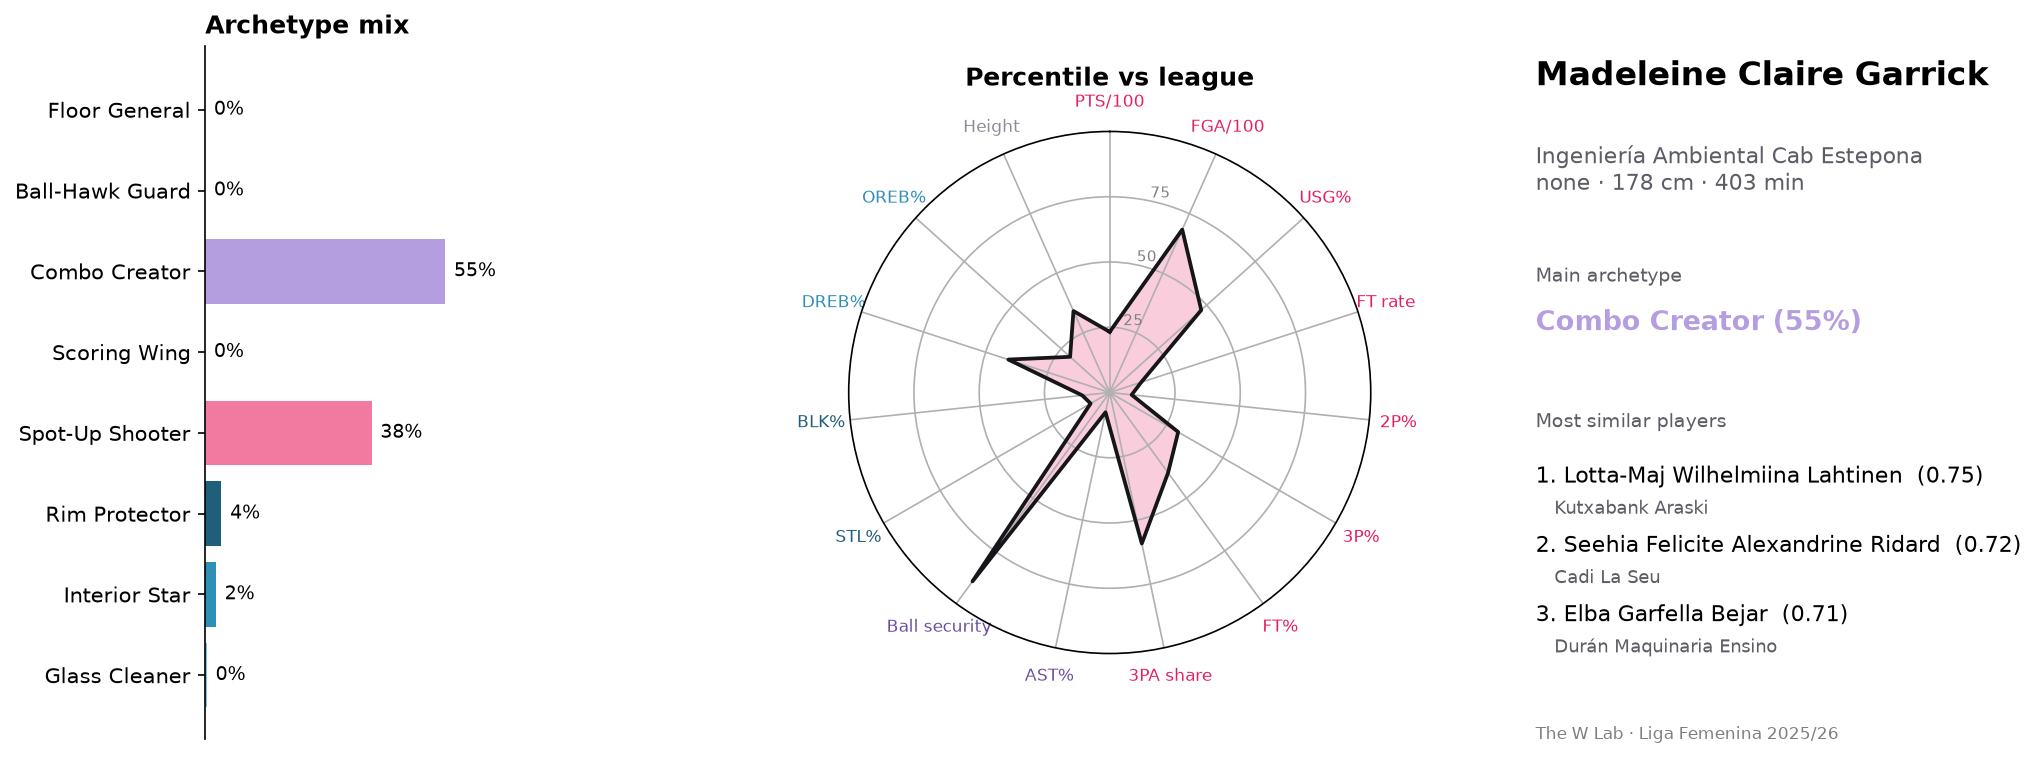 Archetype mix
Floor General
0%
Ball-Hawk Guard
0%
Combo Creator
55%
Scoring Wing
0%
Spot-Up Shooter
38%
Rim Protector
4%
Interior Star
2%
Glass Cleaner
0%
Percentile vs league
PTS/100
FGA/100
USG%
FT rate
2P%
3P%
FT%
3PA share
AST%
Ball security
STL%
BLK%
DREB%
OREB%
Height
25
50
75
Madeleine Claire Garrick
Ingeniería Ambiental Cab Estepona
none · 178 cm · 403 min
Main archetype
Combo Creator (55%)
Most similar players
1. Lotta-Maj Wilhelmiina Lahtinen (0.75)
Kutxabank Araski
2. Seehia Felicite Alexandrine Ridard (0.72)
Cadi La Seu
3. Elba Garfella Bejar (0.71)
Durán Maquinaria Ensino
The W Lab · Liga Femenina 2025/26